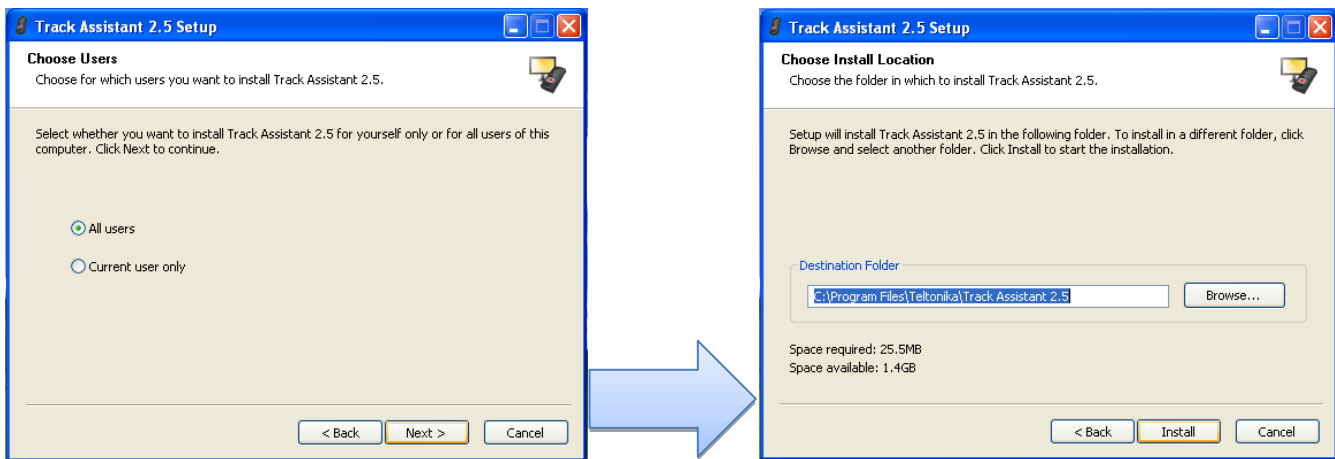 Track Assistant 2.5 Setup
Choose Users
Choose for which users you want to install Track Assistant 2.5.
Select whether you want to install Track Assistant 2.5 for yourself only or for all users of this
computer. Click Next to continue.
All users
Current user only
< Back
Next >
Cancel
Track Assistant 2.5 Setup
Choose Install Location
Choose the folder in which to install Track Assistant 2.5.
Setup will install Track Assistant 2.5 in the following folder. To install in a different folder, click
Browse and select another folder. Click Install to start the installation.
Destination Folder
C:\Program Files\Teltonika\Track Assistant 2.5
Browse...
Space required: 25.5MB
Space available: 1.4GB
< Back
Install
Cancel